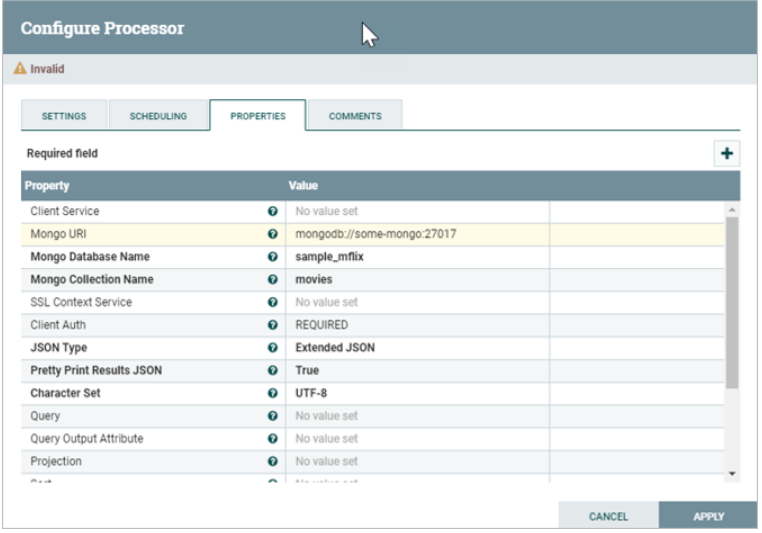 Configure Processor
Invalid
SETTINGS SCHEDULING PROPERTIES COMMENTS
Required field
Property Value
Client Service No value set
Mongo URI mongodb://some-mongo:27017
Mongo Database Name sample_mflix
Mongo Collection Name movies
SSL Context Service No value set
Client Auth REQUIRED
JSON Type Extended JSON
Pretty Print Results JSON True
Character Set UTF-8
Query No value set
Query Output Attribute No value set
Projection No value set
CANCEL APPLY